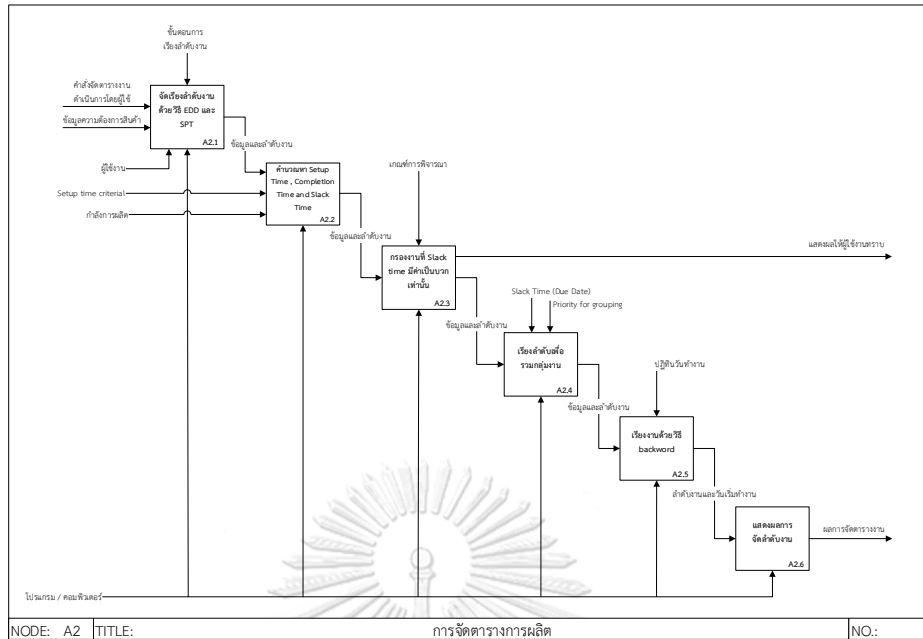 ขั้นตอนการ
เรียงลำดับงาน
คำสั่งจัดตารางงาน
ดำเนินการโดยผู้ใช้
ข้อมูลความต้องการสินค้า
จัดเรียงลำดับงาน
ด้วยวิธี EDD และ
SPT
A2.1
ข้อมูลและลำดับงาน
ผู้ใช้งาน
Setup time criterial
กำลังการผลิต
คำนวณหา Setup
Time , Completion
Time and Slack
Time
A2.2
ข้อมูลและลำดับงาน
เกณฑ์การพิจารณา
กรองงานที่ Slack
time มีค่าเป็นบวก
เท่านั้น
A2.3
แสดงผลให้ผู้ใช้งานทราบ
ข้อมูลและลำดับงาน
Slack Time (Due Date)
Priority for grouping
เรียงลำดับเพื่อ
รวมกลุ่มงาน
A2.4
ข้อมูลและลำดับงาน
ปฏิทินวันทำงาน
เรียงงานด้วยวิธี
backword
A2.5
ลำดับงานและวันเริ่มทำงาน
แสดงผลการ
จัดลำดับงาน
A2.6
ผลการจัดตารางงาน
โปรแกรม / คอมพิวเตอร์
NODE: A2 TITLE: การจัดตารางการผลิต NO.: